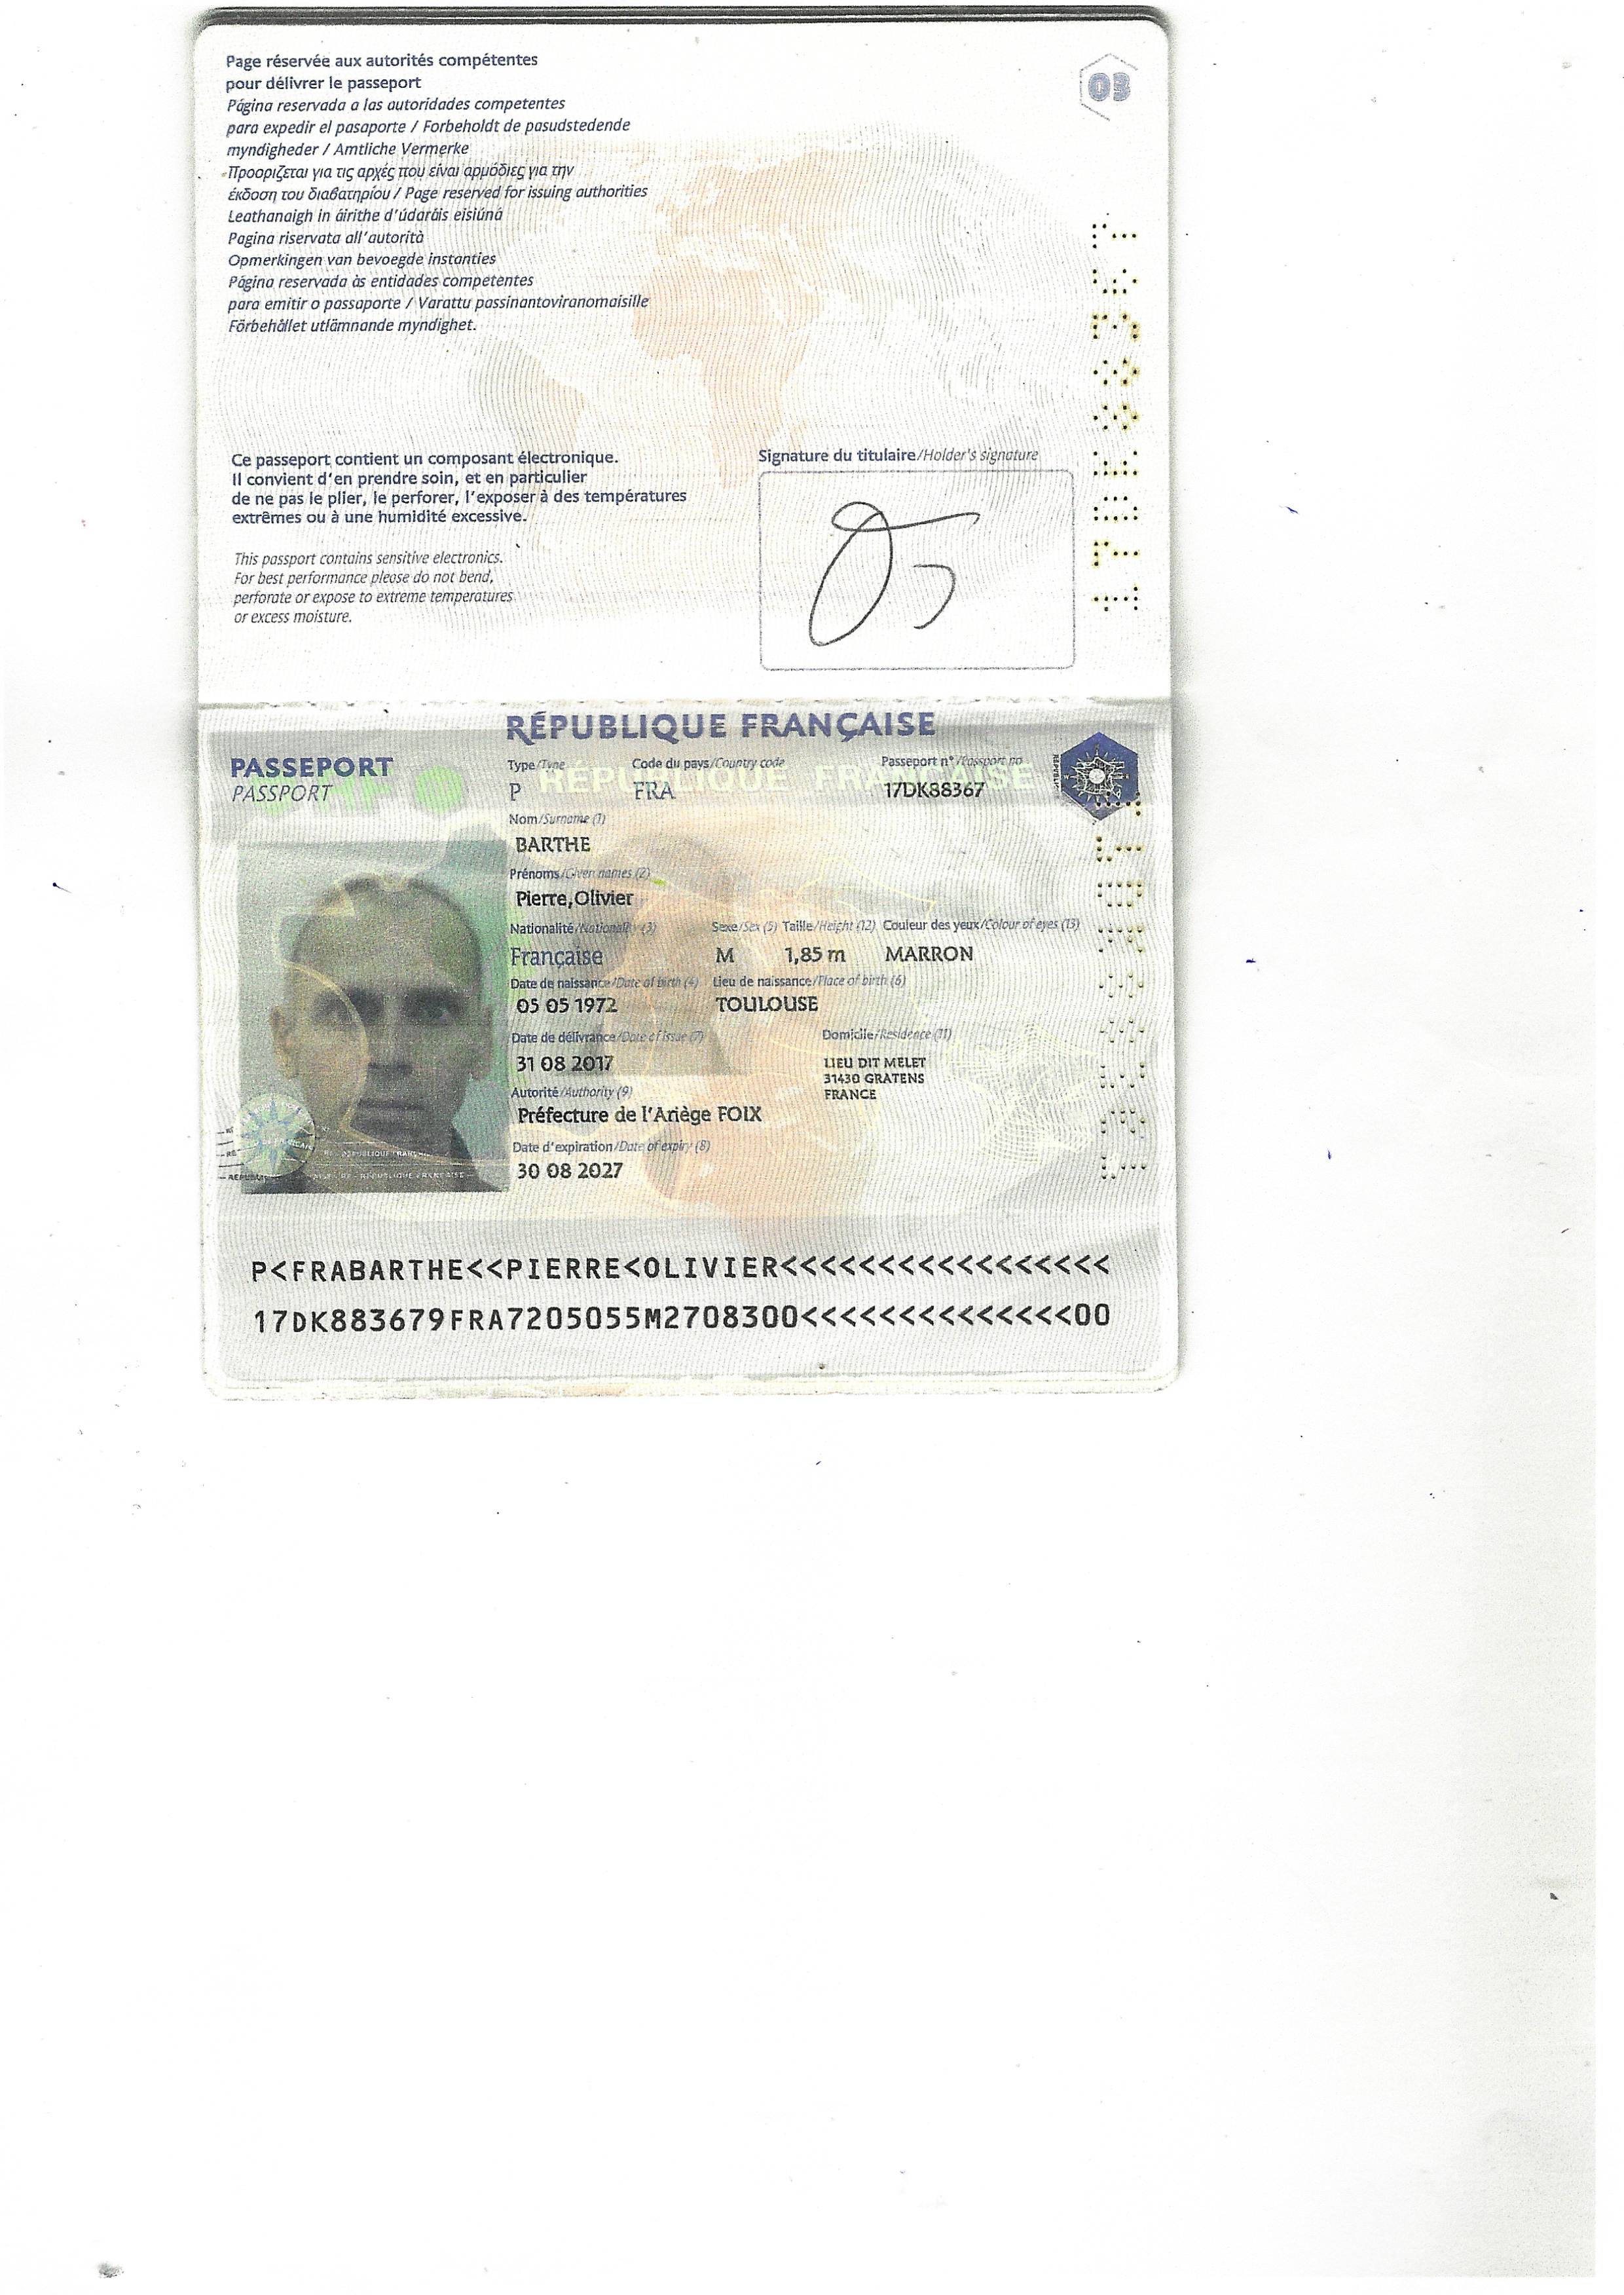 Page réservée aux autorités compétentes
pour délivrer le passeport
Página reservada a las autoridades competentes
para expedir el pasaporte / Forbeholdt de pasudstedende
myndigheder / Amtliche Vermerke
Προορίζεται για τις αρχές που είναι αρμόδιες για την
έκδοση του διαβατηρίου / Page reserved for issuing authorities
Leathanaigh in áirithe d'údaráis eisiúná
Pagina riservata all'autorità
Opmerkingen van bevoegde instanties
Página reservada às entidades competentes
para emitir o passaporte / Varattu passinantoviranomaisille
Förbehållet utlämnande myndighet.
03
17DK88367
Ce passeport contient un composant électronique.
Il convient d'en prendre soin, et en particulier
de ne pas le plier, le perforer, l'exposer à des températures
extrêmes ou à une humidité excessive.
This passport contains sensitive electronics.
For best performance please do not bend,
perforate or expose to extreme temperatures
or excess moisture.
Signature du titulaire/Holder's signature
RÉPUBLIQUE FRANÇAISE
PASSEPORT
PASSPORT
Type/Type Code du pays/Country code Passeport n°/Passport no
P FRA 17DK88367
RÉPUBLIQUE FRANÇAISE
Nom/Surname (1)
BARTHE
Prénoms/Given names (2)
Pierre,Olivier
Nationalité/Nationality (3) Sexe/Sex (5) Taille/Height (12) Couleur des yeux/Colour of eyes (13)
Française M 1,85 m MARRON
Date de naissance/Date of birth (4) Lieu de naissance/Place of birth (6)
05 05 1972 TOULOUSE
Date de délivrance/Date of issue (7) Domicile/Residence (11)
31 08 2017 LIEU DIT MELET
31430 GRATENS
FRANCE
Autorité/Authority (9)
Préfecture de l'Ariège FOIX
Date d'expiration/Date of expiry (8)
30 08 2027
P<FRABARTHE<<PIERRE<OLIVIER<<<<<<<<<<<<<<<<<
17DK883679FRA7205055M2708300<<<<<<<<<<<<<<00